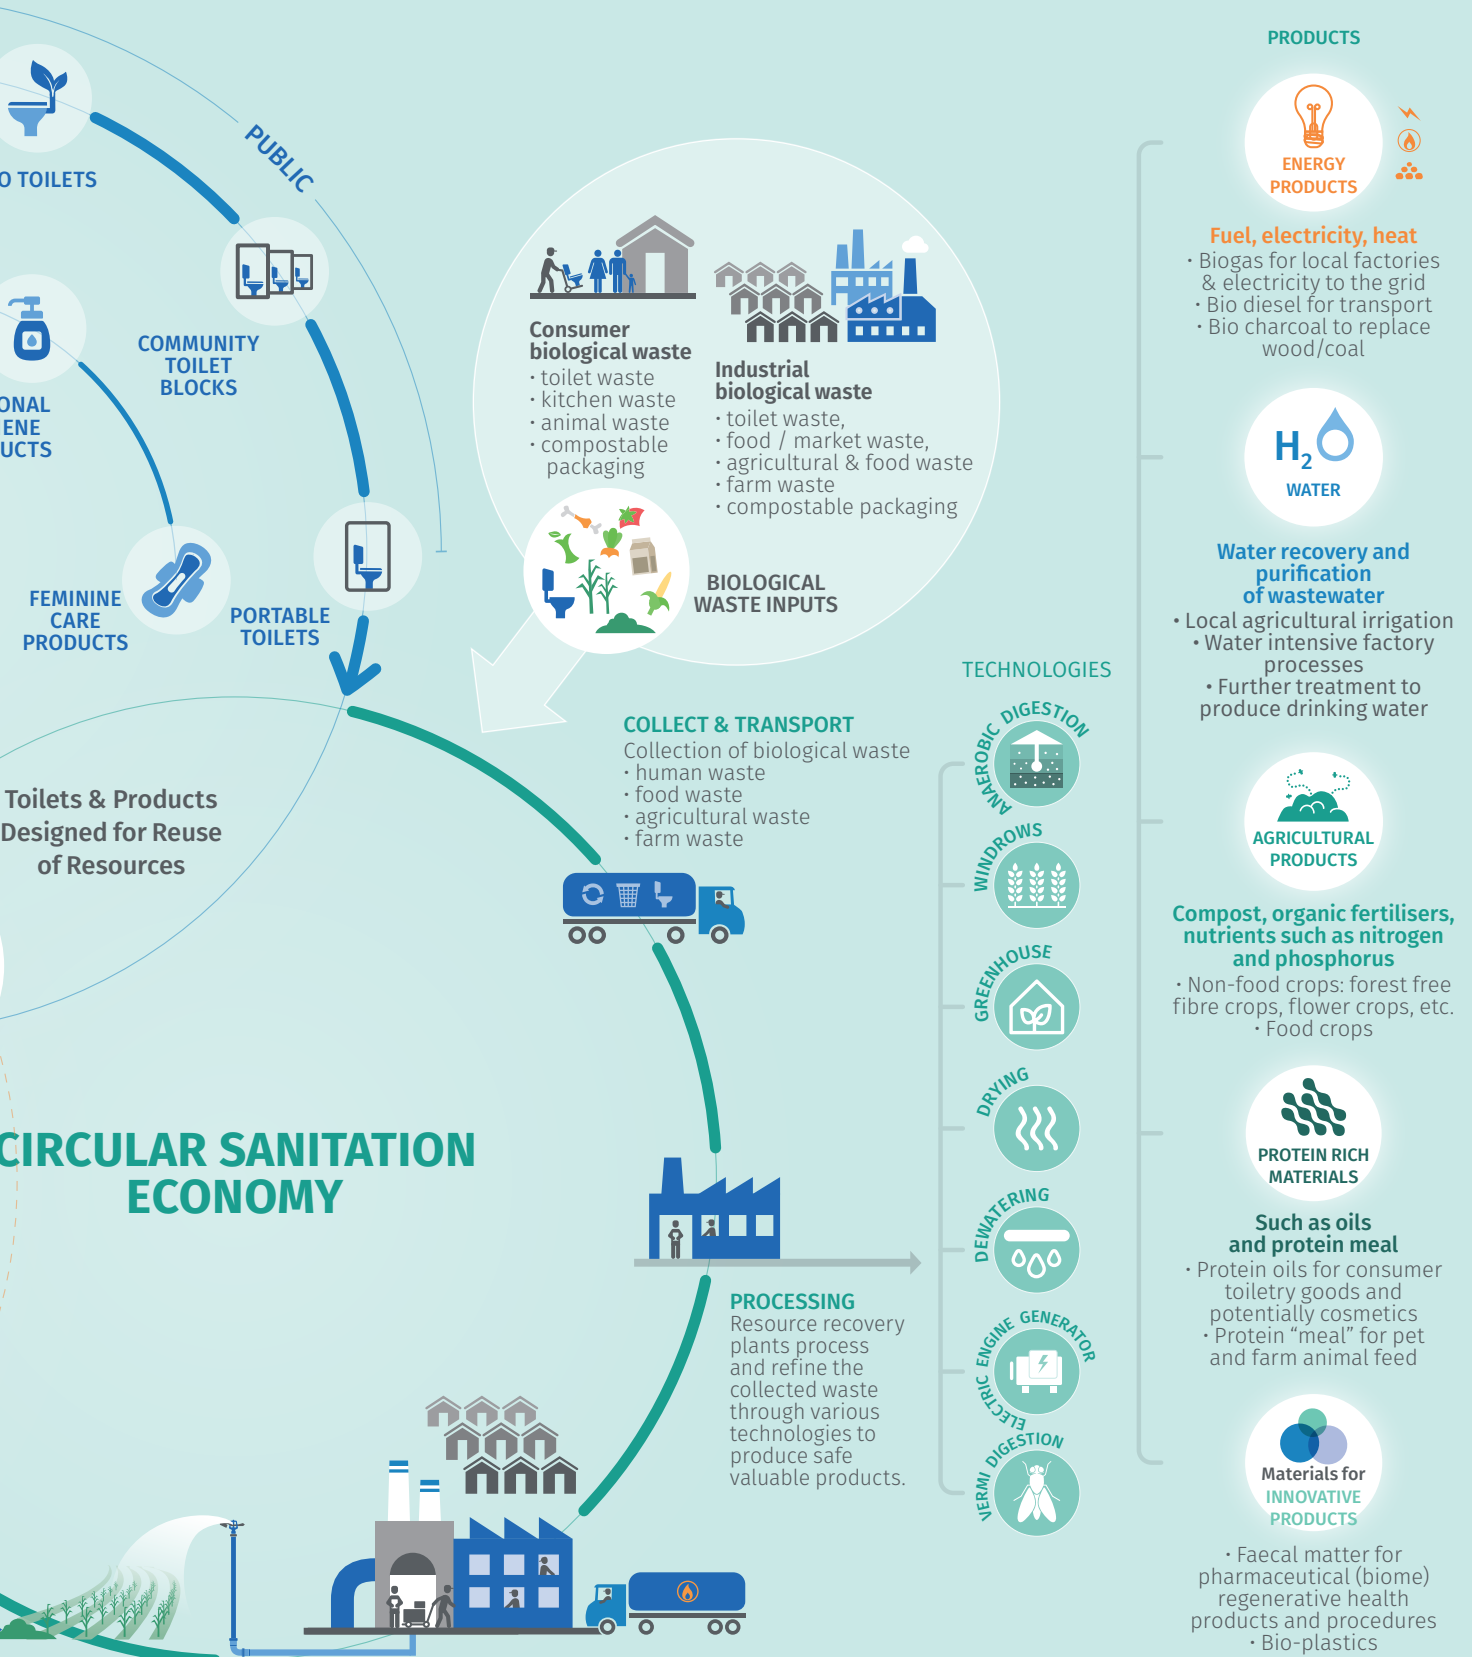 PUBLIC
O TOILETS
COMMUNITY
TOILET
BLOCKS
ONAL
ENE
UCTS
FEMININE
CARE
PRODUCTS
PORTABLE
TOILETS
Toilets & Products
Designed for Reuse
of Resources
CIRCULAR SANITATION
ECONOMY
Consumer
biological waste
· toilet waste
· kitchen waste
· animal waste
· compostable
packaging
Industrial
biological waste
· toilet waste,
· food / market waste,
· agricultural & food waste
· farm waste
· compostable packaging
BIOLOGICAL
WASTE INPUTS
COLLECT & TRANSPORT
Collection of biological waste
· human waste
· food waste
· agricultural waste
· farm waste
PROCESSING
Resource recovery
plants process
and refine the
collected waste
through various
technologies to
produce safe
valuable products.
TECHNOLOGIES
ANAEROBIC DIGESTION
WINDROWS
GREENHOUSE
DRYING
DEWATERING
ELECTRIC ENGINE GENERATOR
VERMI DIGESTION
PRODUCTS
ENERGY
PRODUCTS
Fuel, electricity, heat
· Biogas for local factories
& electricity to the grid
· Bio diesel for transport
· Bio charcoal to replace
wood/coal
H2O
WATER
Water recovery and
purification
of wastewater
· Local agricultural irrigation
· Water intensive factory
processes
· Further treatment to
produce drinking water
AGRICULTURAL
PRODUCTS
Compost, organic fertilisers,
nutrients such as nitrogen
and phosphorus
· Non-food crops: forest free
fibre crops, flower crops, etc.
· Food crops
PROTEIN RICH
MATERIALS
Such as oils
and protein meal
· Protein oils for consumer
toiletry goods and
potentially cosmetics
· Protein “meal” for pet
and farm animal feed
Materials for
INNOVATIVE
PRODUCTS
· Faecal matter for
pharmaceutical (biome)
regenerative health
products and procedures
· Bio-plastics